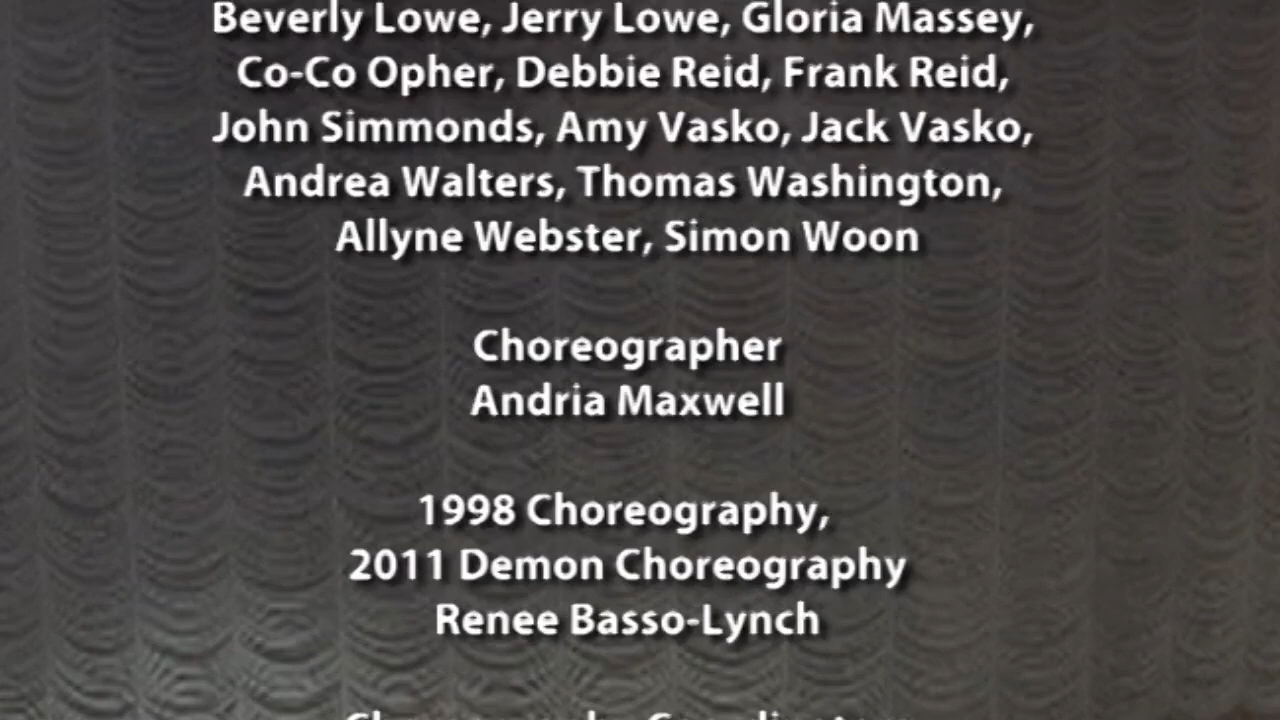 Beverly Lowe, Jerry Lowe, Gloria Massey,
Co-Co Opher, Debbie Reid, Frank Reid,
John Simmonds, Amy Vasko, Jack Vasko,
Andrea Walters, Thomas Washington,
Allyne Webster, Simon Woon
Choreographer
Andria Maxwell
1998 Choreography,
2011 Demon Choreography
Renee Basso-Lynch